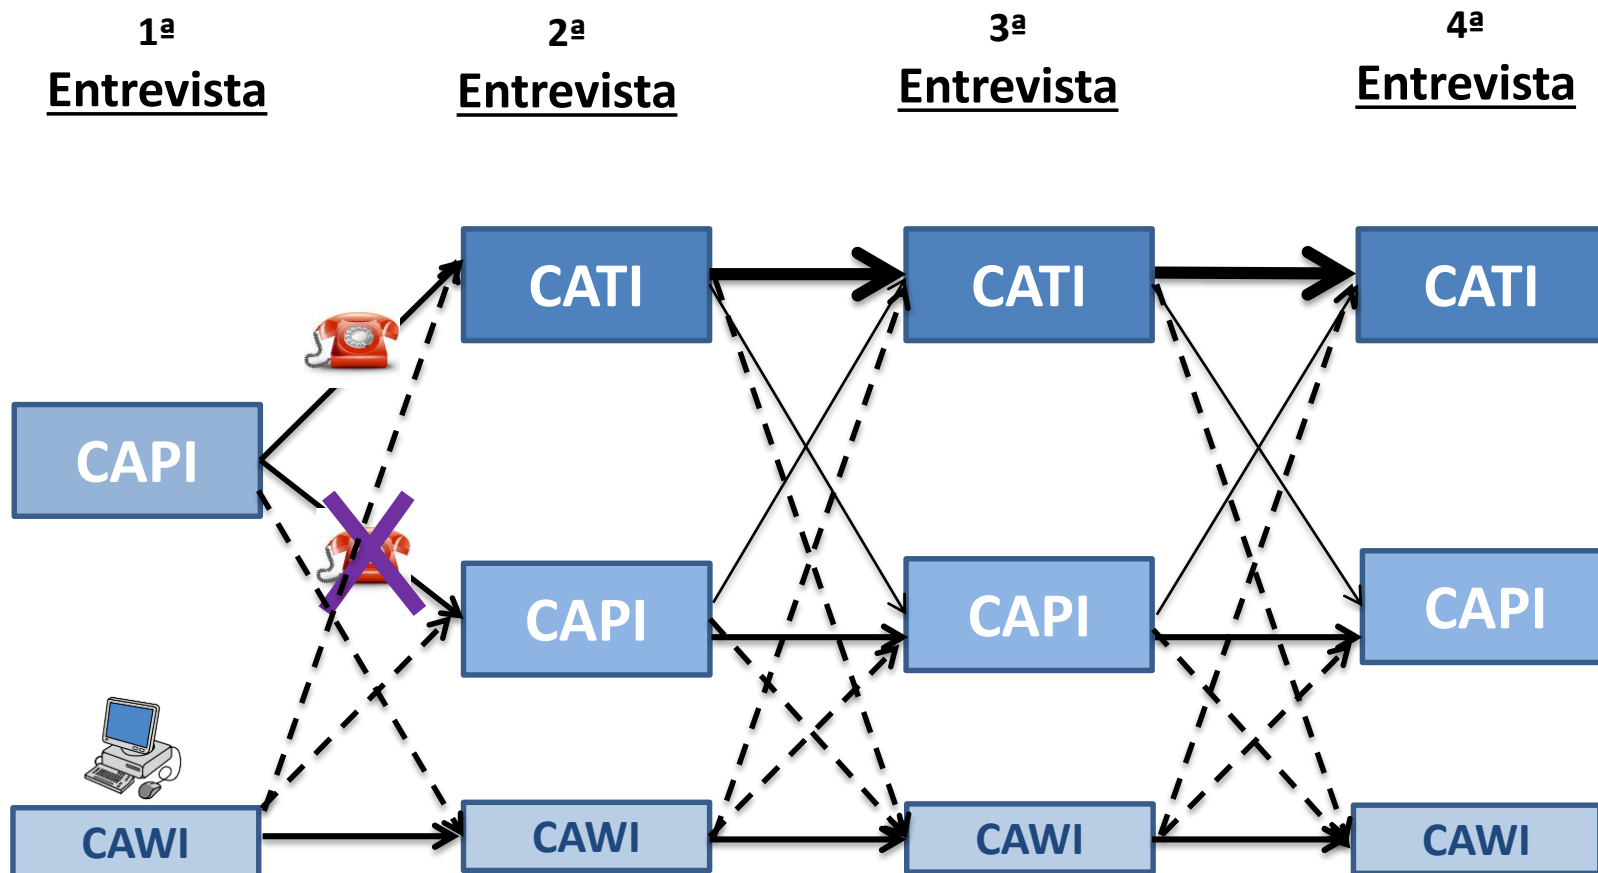 1ª
Entrevista
2ª
Entrevista
3ª
Entrevista
4ª
Entrevista
CATI
CATI
CATI
CAPI
CAPI
CAPI
CAPI
CAWI
CAWI
CAWI
CAWI